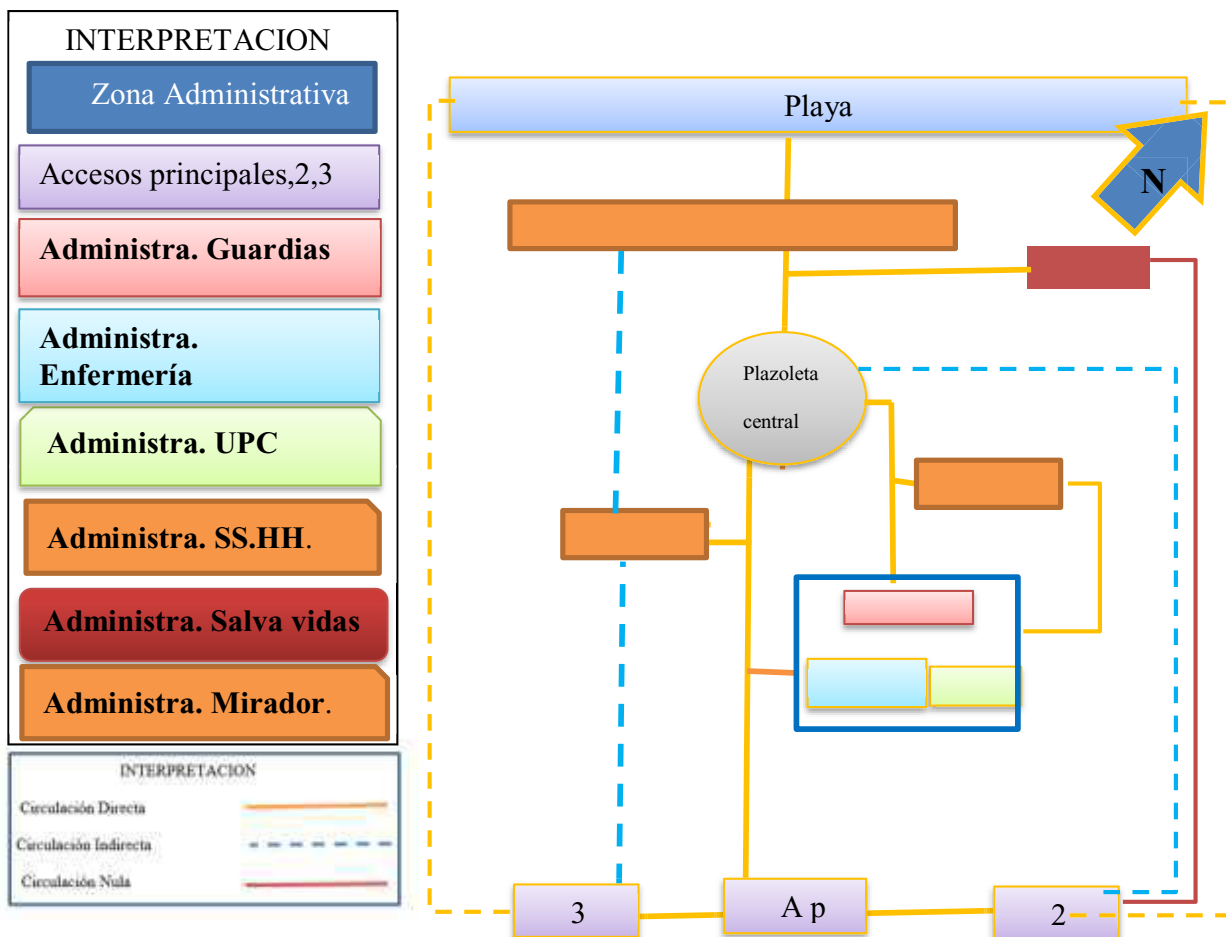 INTERPRETACION
Zona Administrativa
Accesos principales,2,3
Administra. Guardias
Administra.
Enfermería
Administra. UPC
Administra. SS.HH.
Administra. Salva vidas
Administra. Mirador.
INTERPRETACION
Circulación Directa
Circulación Indirecta
Circulación Nula
Playa
N
Plazoleta
central
3
A p
2